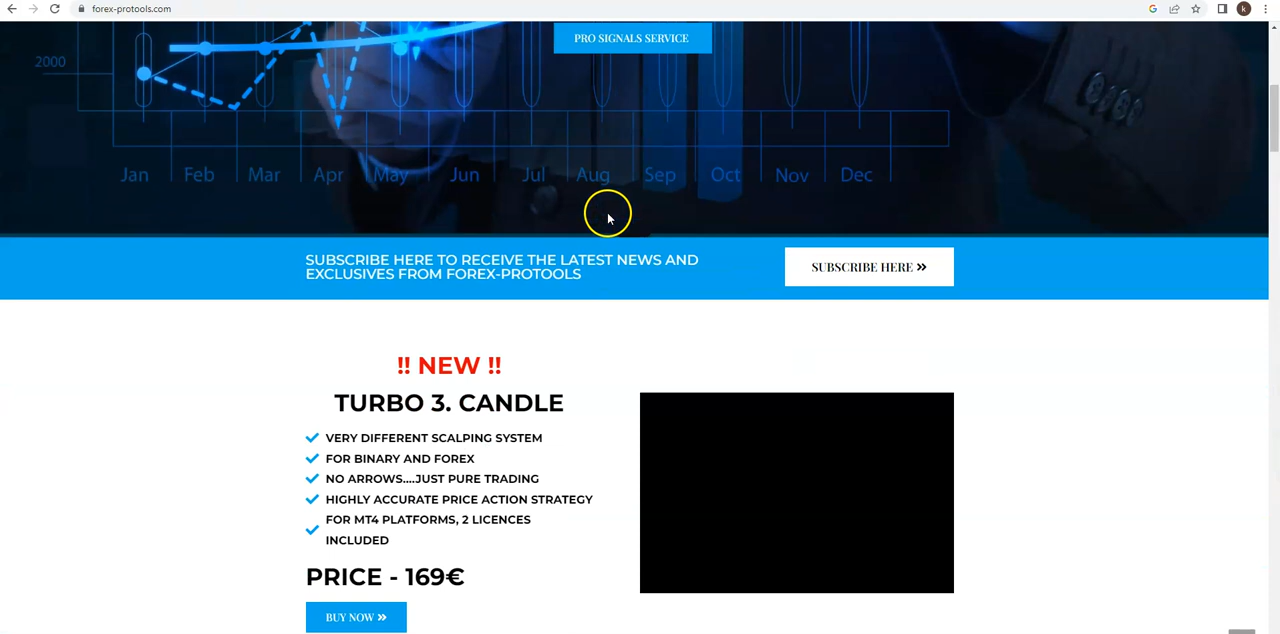 forex-protools.com
k
PRO SIGNALS SERVICE
2000
Jan Feb Mar Apr May Jun Jul Aug Sep Oct Nov Dec
SUBSCRIBE HERE TO RECEIVE THE LATEST NEWS AND
EXCLUSIVES FROM FOREX-PROTOOLS
SUBSCRIBE HERE »
!! NEW !!
TURBO 3. CANDLE
VERY DIFFERENT SCALPING SYSTEM
FOR BINARY AND FOREX
NO ARROWS....JUST PURE TRADING
HIGHLY ACCURATE PRICE ACTION STRATEGY
FOR MT4 PLATFORMS, 2 LICENCES
INCLUDED
PRICE - 169€
BUY NOW »